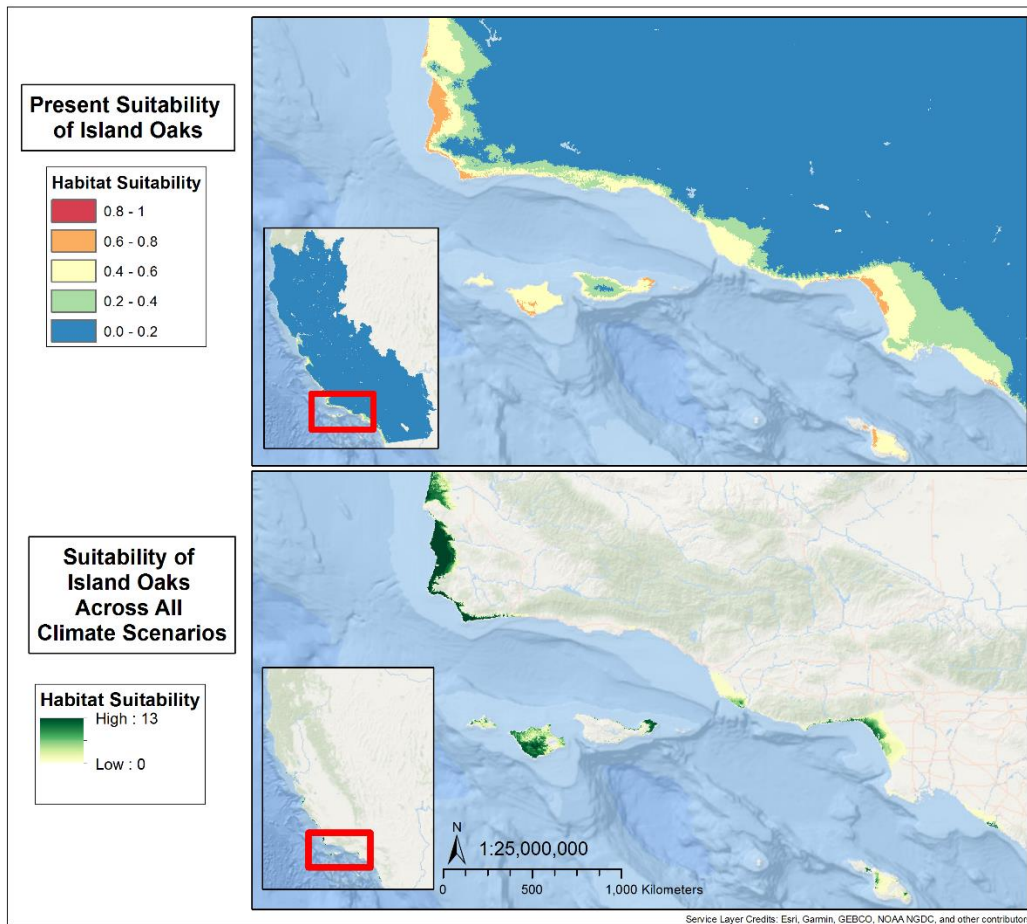 Present Suitability
of Island Oaks
Habitat Suitability
0.8 - 1
0.6 - 0.8
0.4 - 0.6
0.2 - 0.4
0.0 - 0.2
Suitability of
Island Oaks
Across All
Climate Scenarios
Habitat Suitability
High : 13
Low : 0
N
1:25,000,000
0 500 1,000 Kilometers
Service Layer Credits: Esri, Garmin, GEBCO, NOAA NGDC, and other contributor